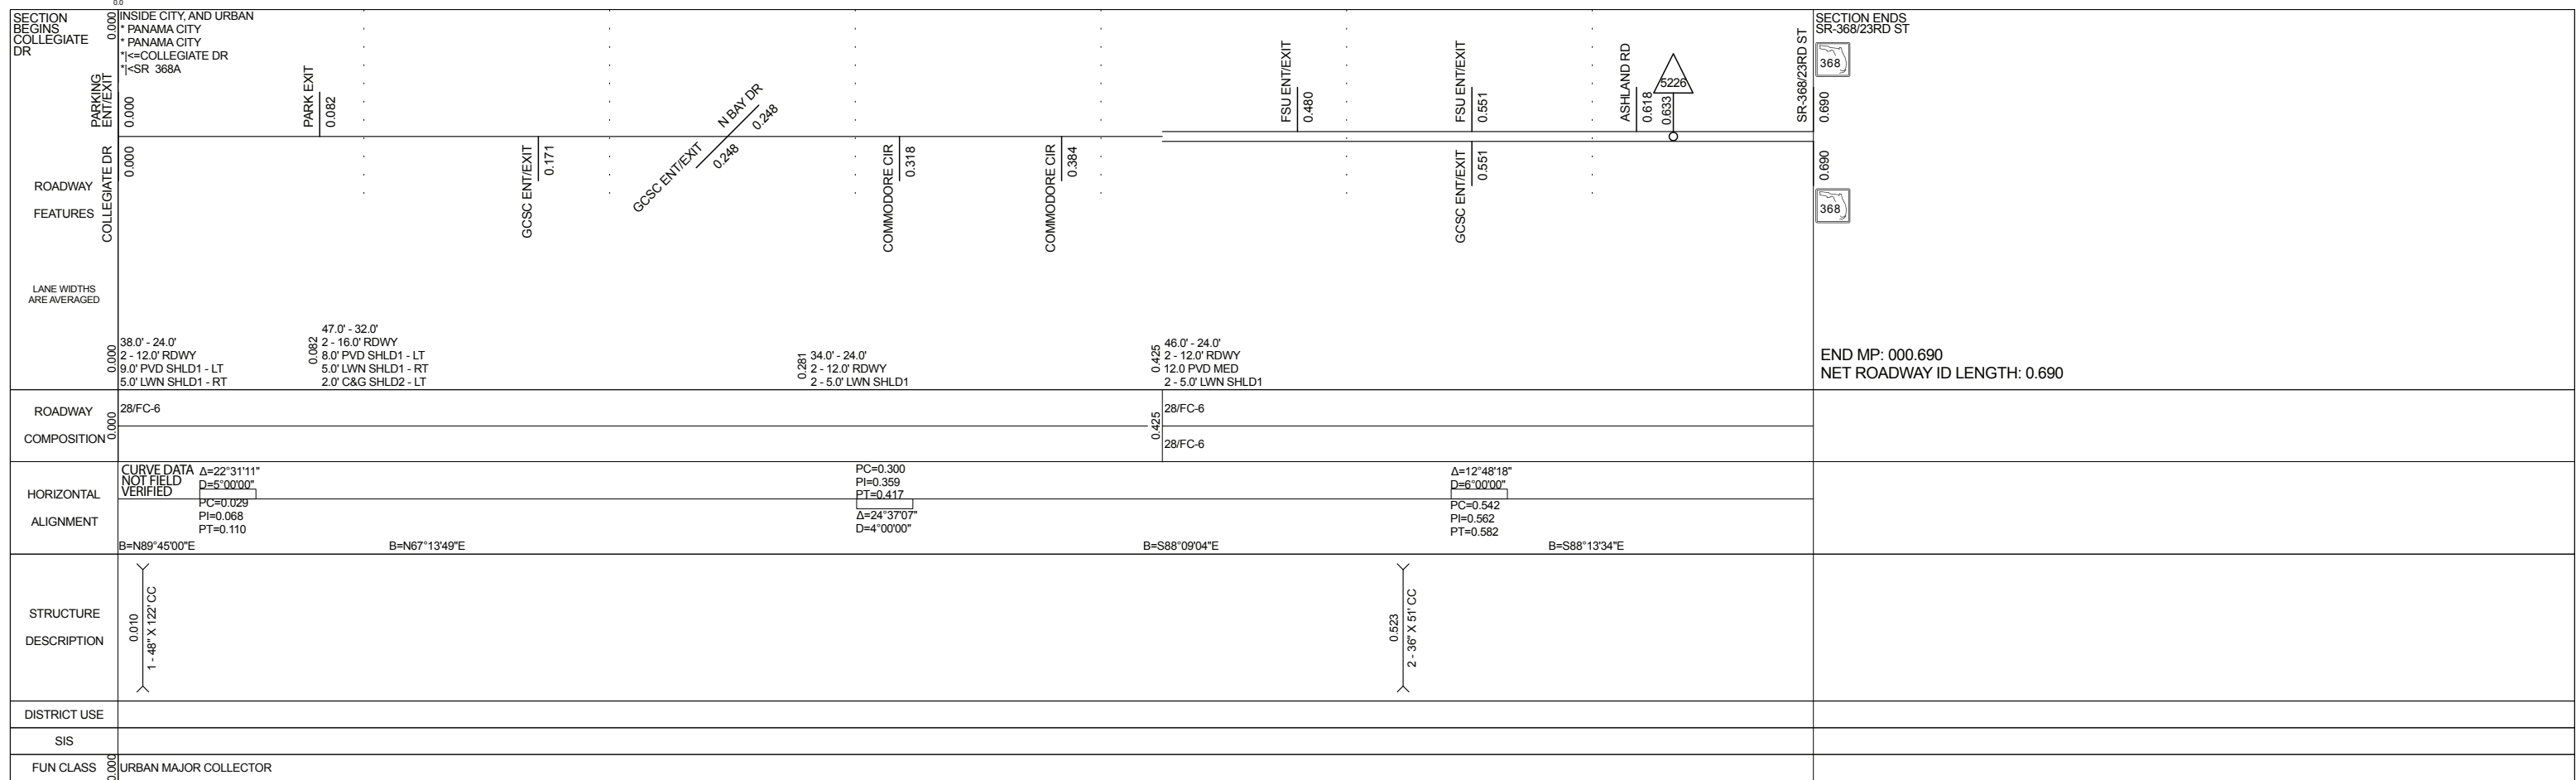 0.0
SECTION
BEGINS
COLLEGIATE
DR
0.000
INSIDE CITY, AND URBAN
* PANAMA CITY
* PANAMA CITY
*|<=COLLEGIATE DR
*|<SR 368A
PARKING
ENT/EXIT
0.000
PARK EXIT
0.082
N BAY DR
0.248
FSU ENT/EXIT
0.480
FSU ENT/EXIT
0.551
ASHLAND RD
0.618
0.633
5226
SR-368/23RD ST
0.690
SECTION ENDS
SR-368/23RD ST
368
ROADWAY
FEATURES
COLLEGIATE DR
0.000
GCSC ENT/EXIT
0.171
GCSC ENT/EXIT
0.248
COMMODORE CIR
0.318
COMMODORE CIR
0.384
GCSC ENT/EXIT
0.551
0.690
368
LANE WIDTHS
ARE AVERAGED
0.000
38.0' - 24.0'
2 - 12.0' RDWY
9.0' PVD SHLD1 - LT
5.0' LWN SHLD1 - RT
0.082
47.0' - 32.0'
2 - 16.0' RDWY
8.0' PVD SHLD1 - LT
5.0' LWN SHLD1 - RT
2.0' C&G SHLD2 - LT
0.281
34.0' - 24.0'
2 - 12.0' RDWY
2 - 5.0' LWN SHLD1
0.425
46.0' - 24.0'
2 - 12.0' RDWY
12.0 PVD MED
2 - 5.0' LWN SHLD1
END MP: 000.690
NET ROADWAY ID LENGTH: 0.690
ROADWAY
COMPOSITION
0.000
28/FC-6
0.425
28/FC-6
28/FC-6
HORIZONTAL
ALIGNMENT
CURVE DATA
NOT FIELD
VERIFIED
Δ=22°31'11"
D=5°00'00"
PC=0.029
PI=0.068
PT=0.110
PC=0.300
PI=0.359
PT=0.417
Δ=24°37'07"
D=4°00'00"
Δ=12°48'18"
D=6°00'00"
PC=0.542
PI=0.562
PT=0.582
B=N89°45'00"E
B=N67°13'49"E
B=S88°09'04"E
B=S88°13'34"E
STRUCTURE
DESCRIPTION
0.010
1 - 48" X 122' CC
0.523
2 - 36" X 51' CC
DISTRICT USE
SIS
FUN CLASS
0.000
URBAN MAJOR COLLECTOR